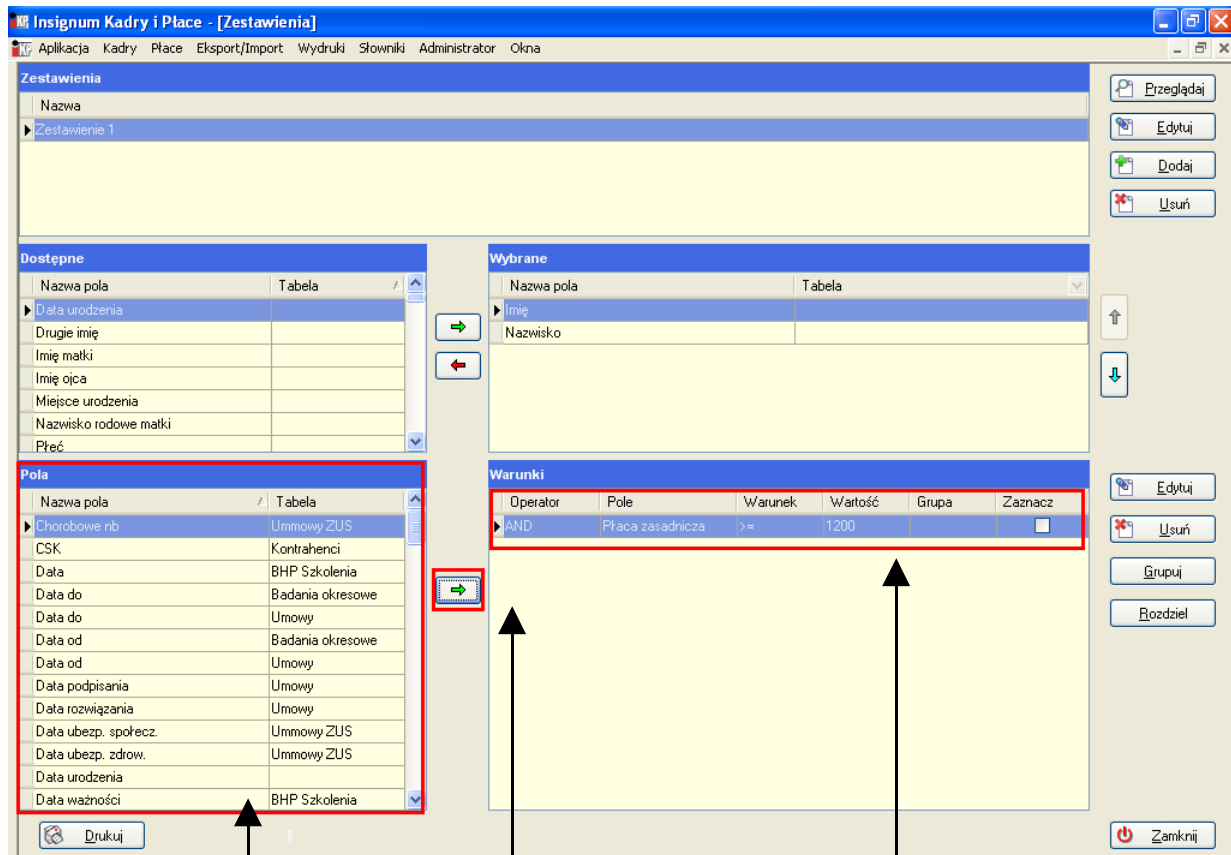 Insignum Kadry i Płace - [Zestawienia]
Aplikacja Kadry Płace Eksport/Import Wydruki Słowniki Administrator Okna
Zestawienia
Nazwa
Zestawienie 1
Przeglądaj
Edytuj
Dodaj
Usuń
Dostępne
Nazwa pola Tabela
Data urodzenia
Drugie imię
Imię matki
Imię ojca
Miejsce urodzenia
Nazwisko rodowe matki
Płeć
Wybrane
Nazwa pola Tabela
Imię
Nazwisko
Pola
Nazwa pola Tabela
Chorobowe nb Ummowy ZUS
CSK Kontrahenci
Data BHP Szkolenia
Data do Badania okresowe
Data do Umowy
Data od Badania okresowe
Data od Umowy
Data podpisania Umowy
Data rozwiązania Umowy
Data ubezp. społecz. Ummowy ZUS
Data ubezp. zdrow. Ummowy ZUS
Data urodzenia
Data ważności BHP Szkolenia
Warunki
Operator Pole Warunek Wartość Grupa Zaznacz
AND Płaca zasadnicza >= 1200
Edytuj
Usuń
Grupuj
Rozdziel
Drukuj
Zamknij